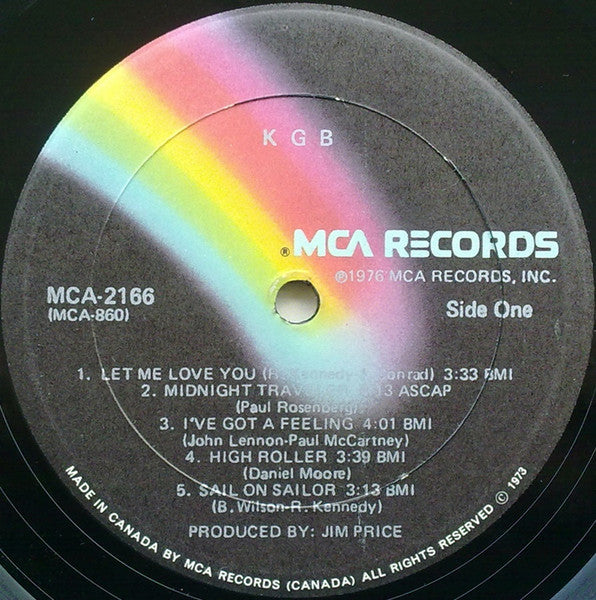 KGB
® MCA RECORDS
℗1976 MCA RECORDS, INC.
MCA-2166
(MCA-860)
Side One
1. LET ME LOVE YOU 3:33 BMI
2. MIDNIGHT ASCAP
(Paul Rosenberg)
3. I'VE GOT A FEELING 4:01 BMI
(John Lennon-Paul McCartney)
4. HIGH ROLLER 3:39 BMI
(Daniel Moore)
5. SAIL ON SAILOR 3:13 BMI
(B. Wilson-R. Kennedy)
PRODUCED BY: JIM PRICE
MADE IN CANADA BY MCA RECORDS (CANADA) ALL RIGHTS RESERVED © 1973